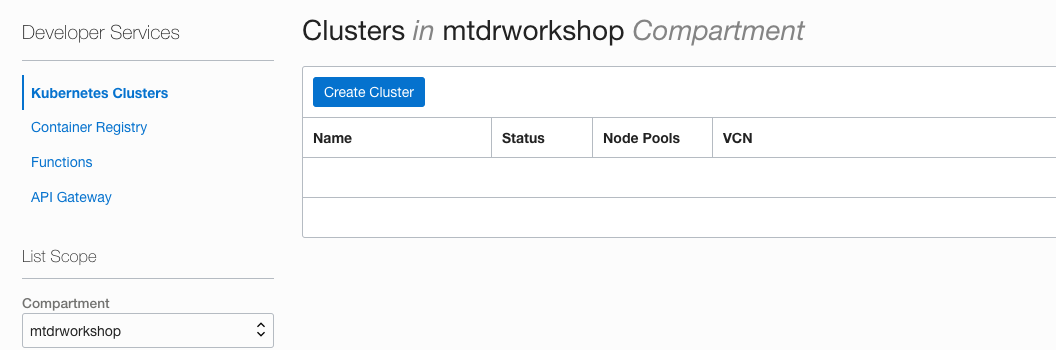 Developer Services
Kubernetes Clusters
Container Registry
Functions
API Gateway
List Scope
Compartment
mtdrworkshop
Clusters in mtdrworkshop Compartment
Create Cluster
Name Status Node Pools VCN